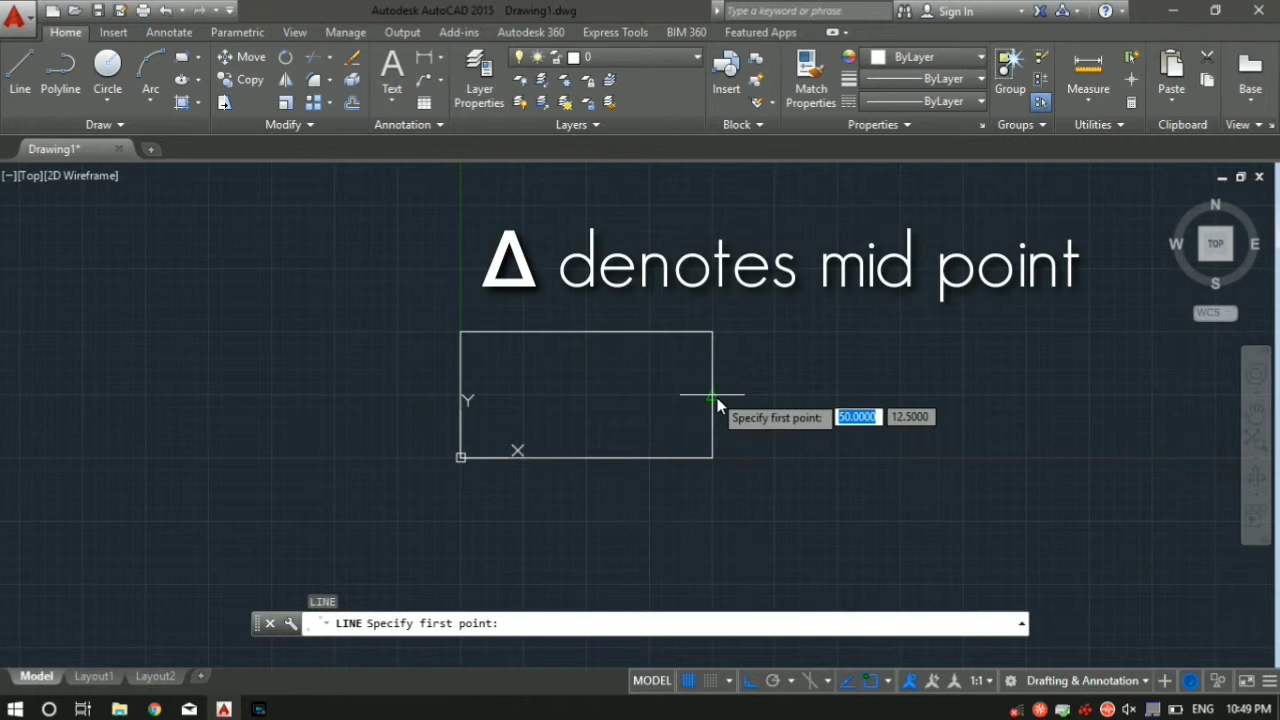 Autodesk AutoCAD 2015 Drawing1.dwg
Type a keyword or phrase
Sign In
Home Insert Annotate Parametric View Manage Output Add-ins Autodesk 360 Express Tools BIM 360 Featured Apps
Line Polyline Circle Arc
Move
Copy
Text
Layer Properties
0
Insert
Match Properties
ByLayer
ByLayer
ByLayer
Group
Measure
Paste
Base
Draw Modify Annotation Layers Block Properties Groups Utilities Clipboard View
Drawing1*
[−][Top][2D Wireframe]
N
W TOP E
S
WCS
Δ denotes mid point
Y
X
Specify first point: 50.0000 12.5000
LINE
LINE Specify first point:
Model Layout1 Layout2 +
MODEL 1:1 Drafting & Annotation
ENG 10:49 PM